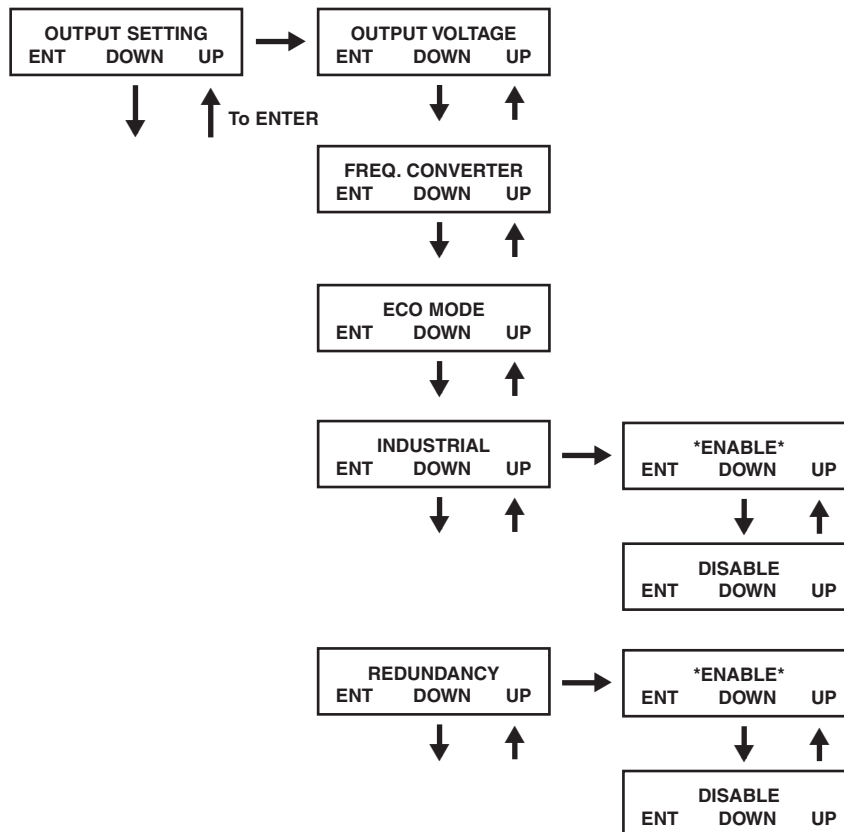 OUTPUT SETTING
ENT DOWN UP
OUTPUT VOLTAGE
ENT DOWN UP
To ENTER
FREQ. CONVERTER
ENT DOWN UP
ECO MODE
ENT DOWN UP
INDUSTRIAL
ENT DOWN UP
*ENABLE*
ENT DOWN UP
DISABLE
ENT DOWN UP
REDUNDANCY
ENT DOWN UP
*ENABLE*
ENT DOWN UP
DISABLE
ENT DOWN UP